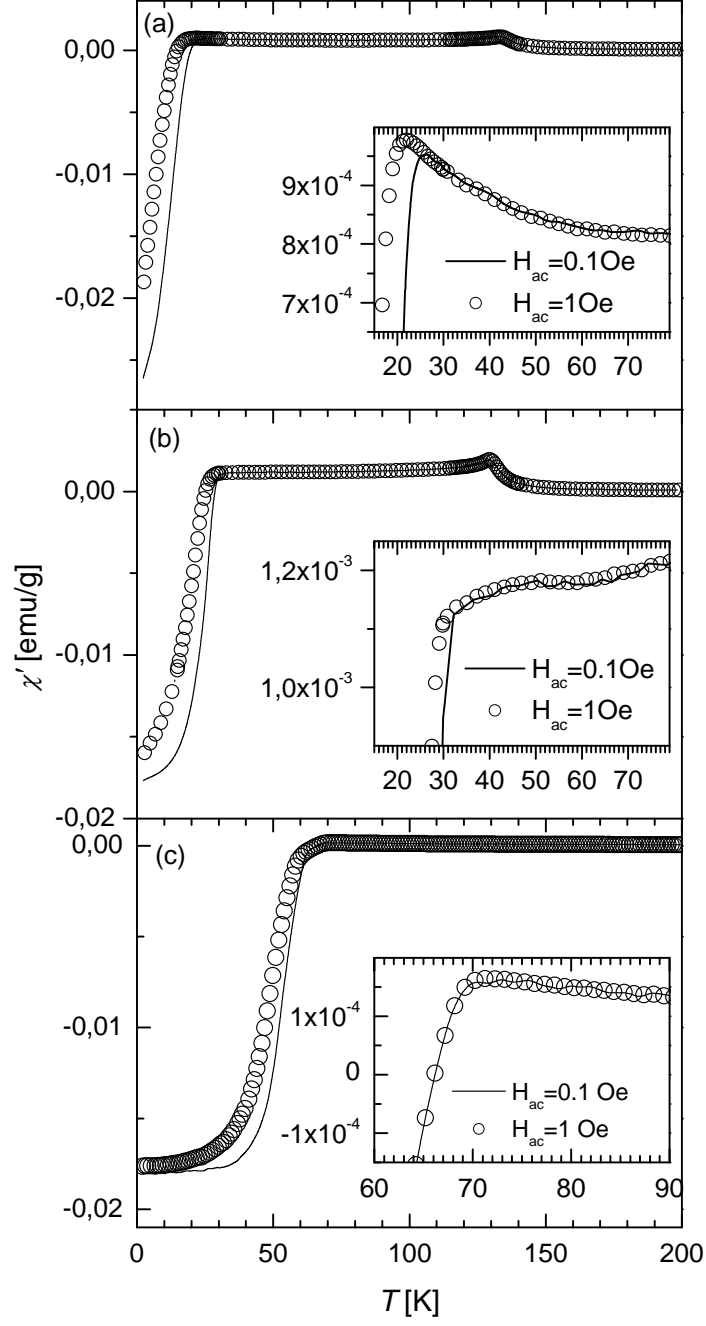 (a)
0,00
-0,01
-0,02
9x10⁻⁴
8x10⁻⁴
7x10⁻⁴
H_ac=0.1Oe
H_ac=1Oe
20 30 40 50 60 70
(b)
0,00
-0,01
-0,02
1,2x10⁻³
1,0x10⁻³
H_ac=0.1Oe
H_ac=1Oe
20 30 40 50 60 70
χ' [emu/g]
(c)
0,00
-0,01
-0,02
1x10⁻⁴
0
-1x10⁻⁴
H_ac=0.1 Oe
H_ac=1 Oe
60 70 80 90
0 50 100 150 200
T [K]